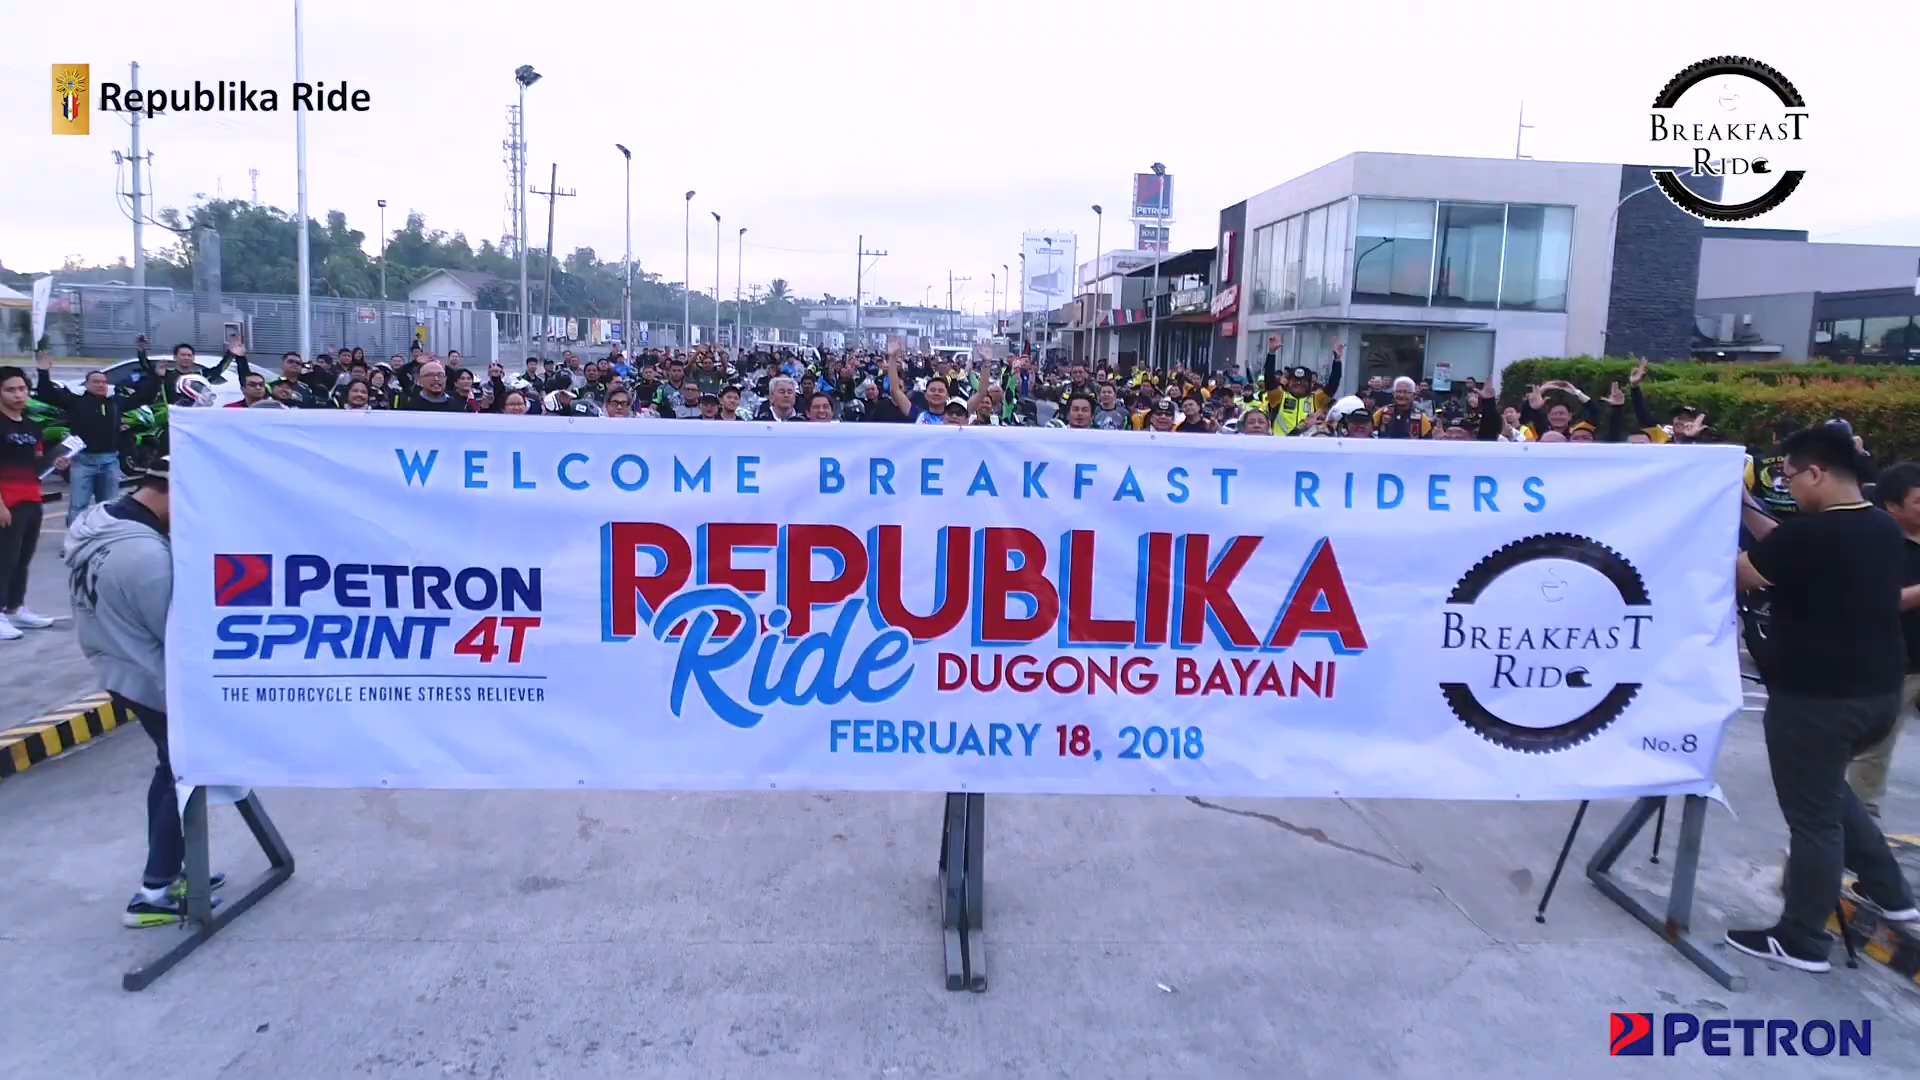 Republika Ride
BREAKFAST
RIDE
PETRON
WELCOME BREAKFAST RIDERS
PETRON
SPRINT 4T
THE MOTORCYCLE ENGINE STRESS RELIEVER
REPUBLIKA
Ride DUGONG BAYANI
FEBRUARY 18, 2018
BREAKFAST
RIDE
No.8
PETRON